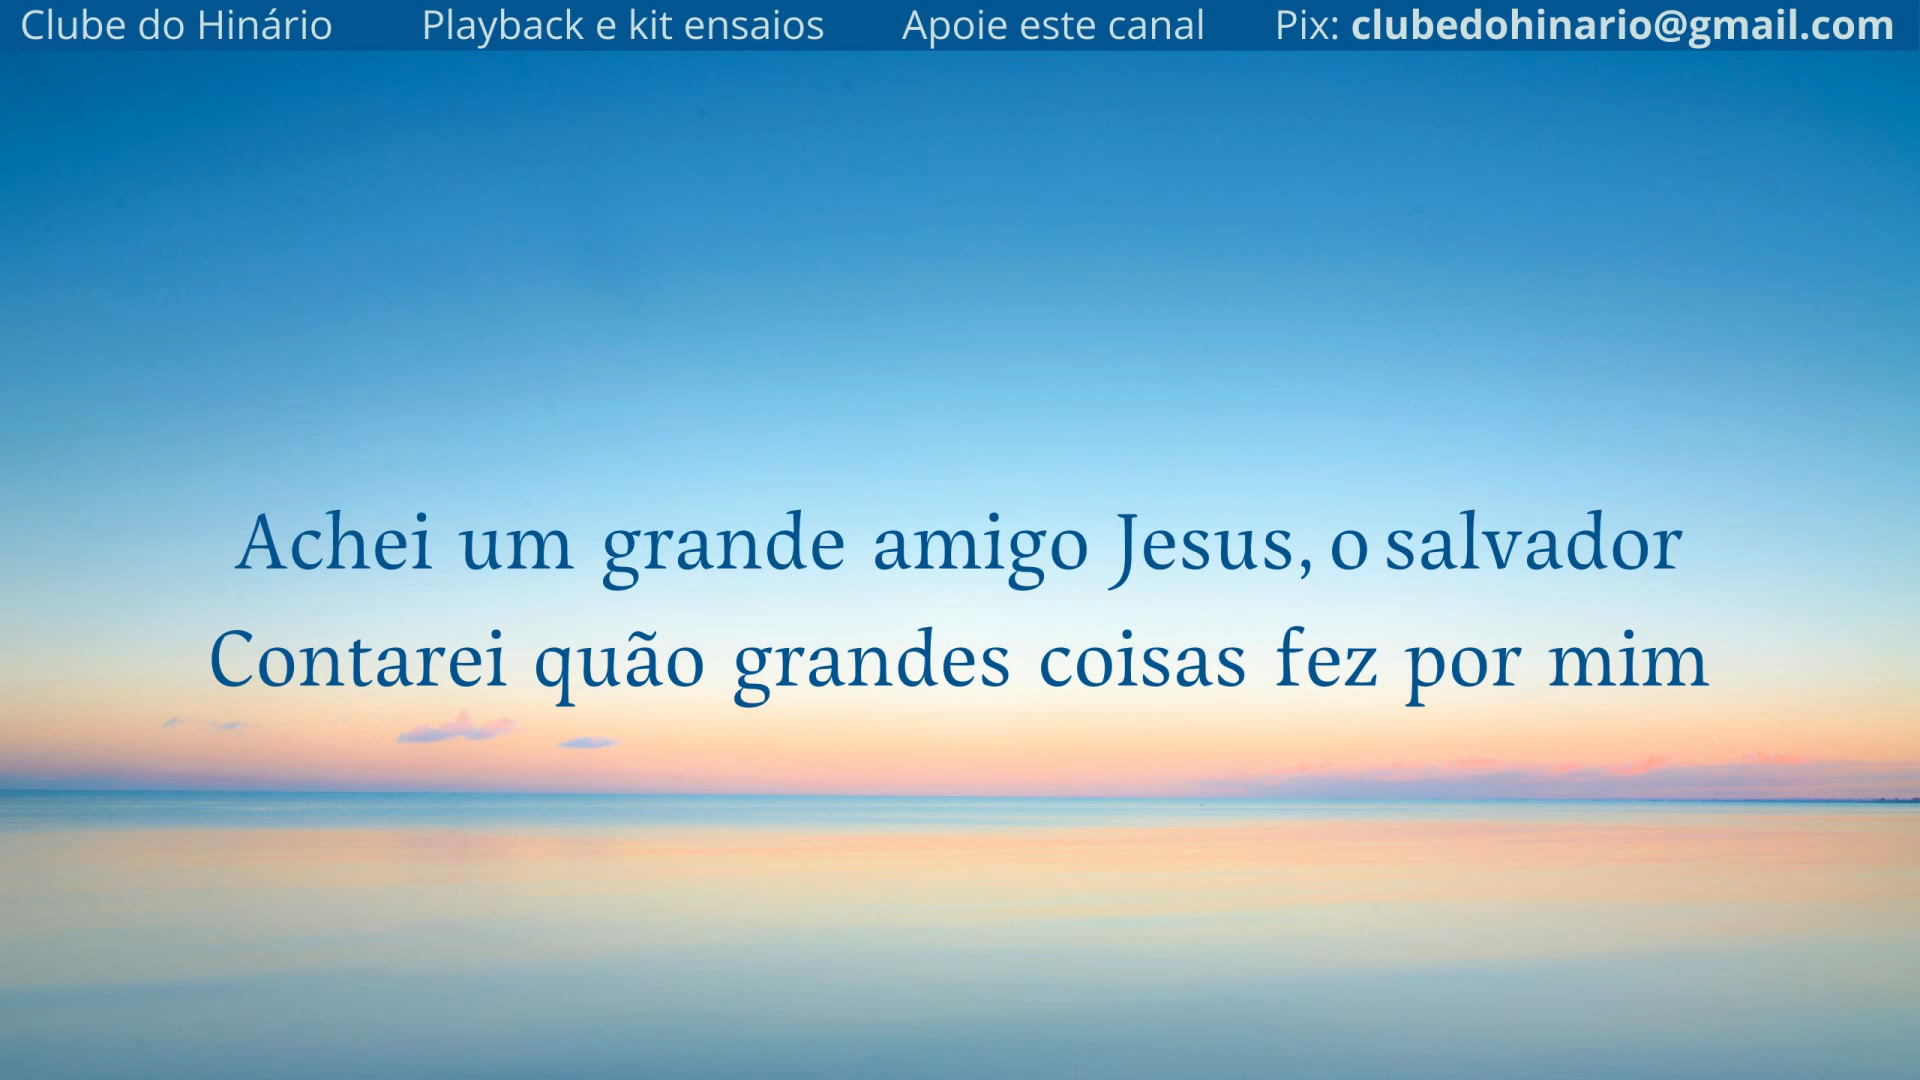 Clube do Hinário Playback e kit ensaios Apoie este canal Pix: clubedohinario@gmail.com
Achei um grande amigo Jesus, o salvador
Contarei quão grandes coisas fez por mim